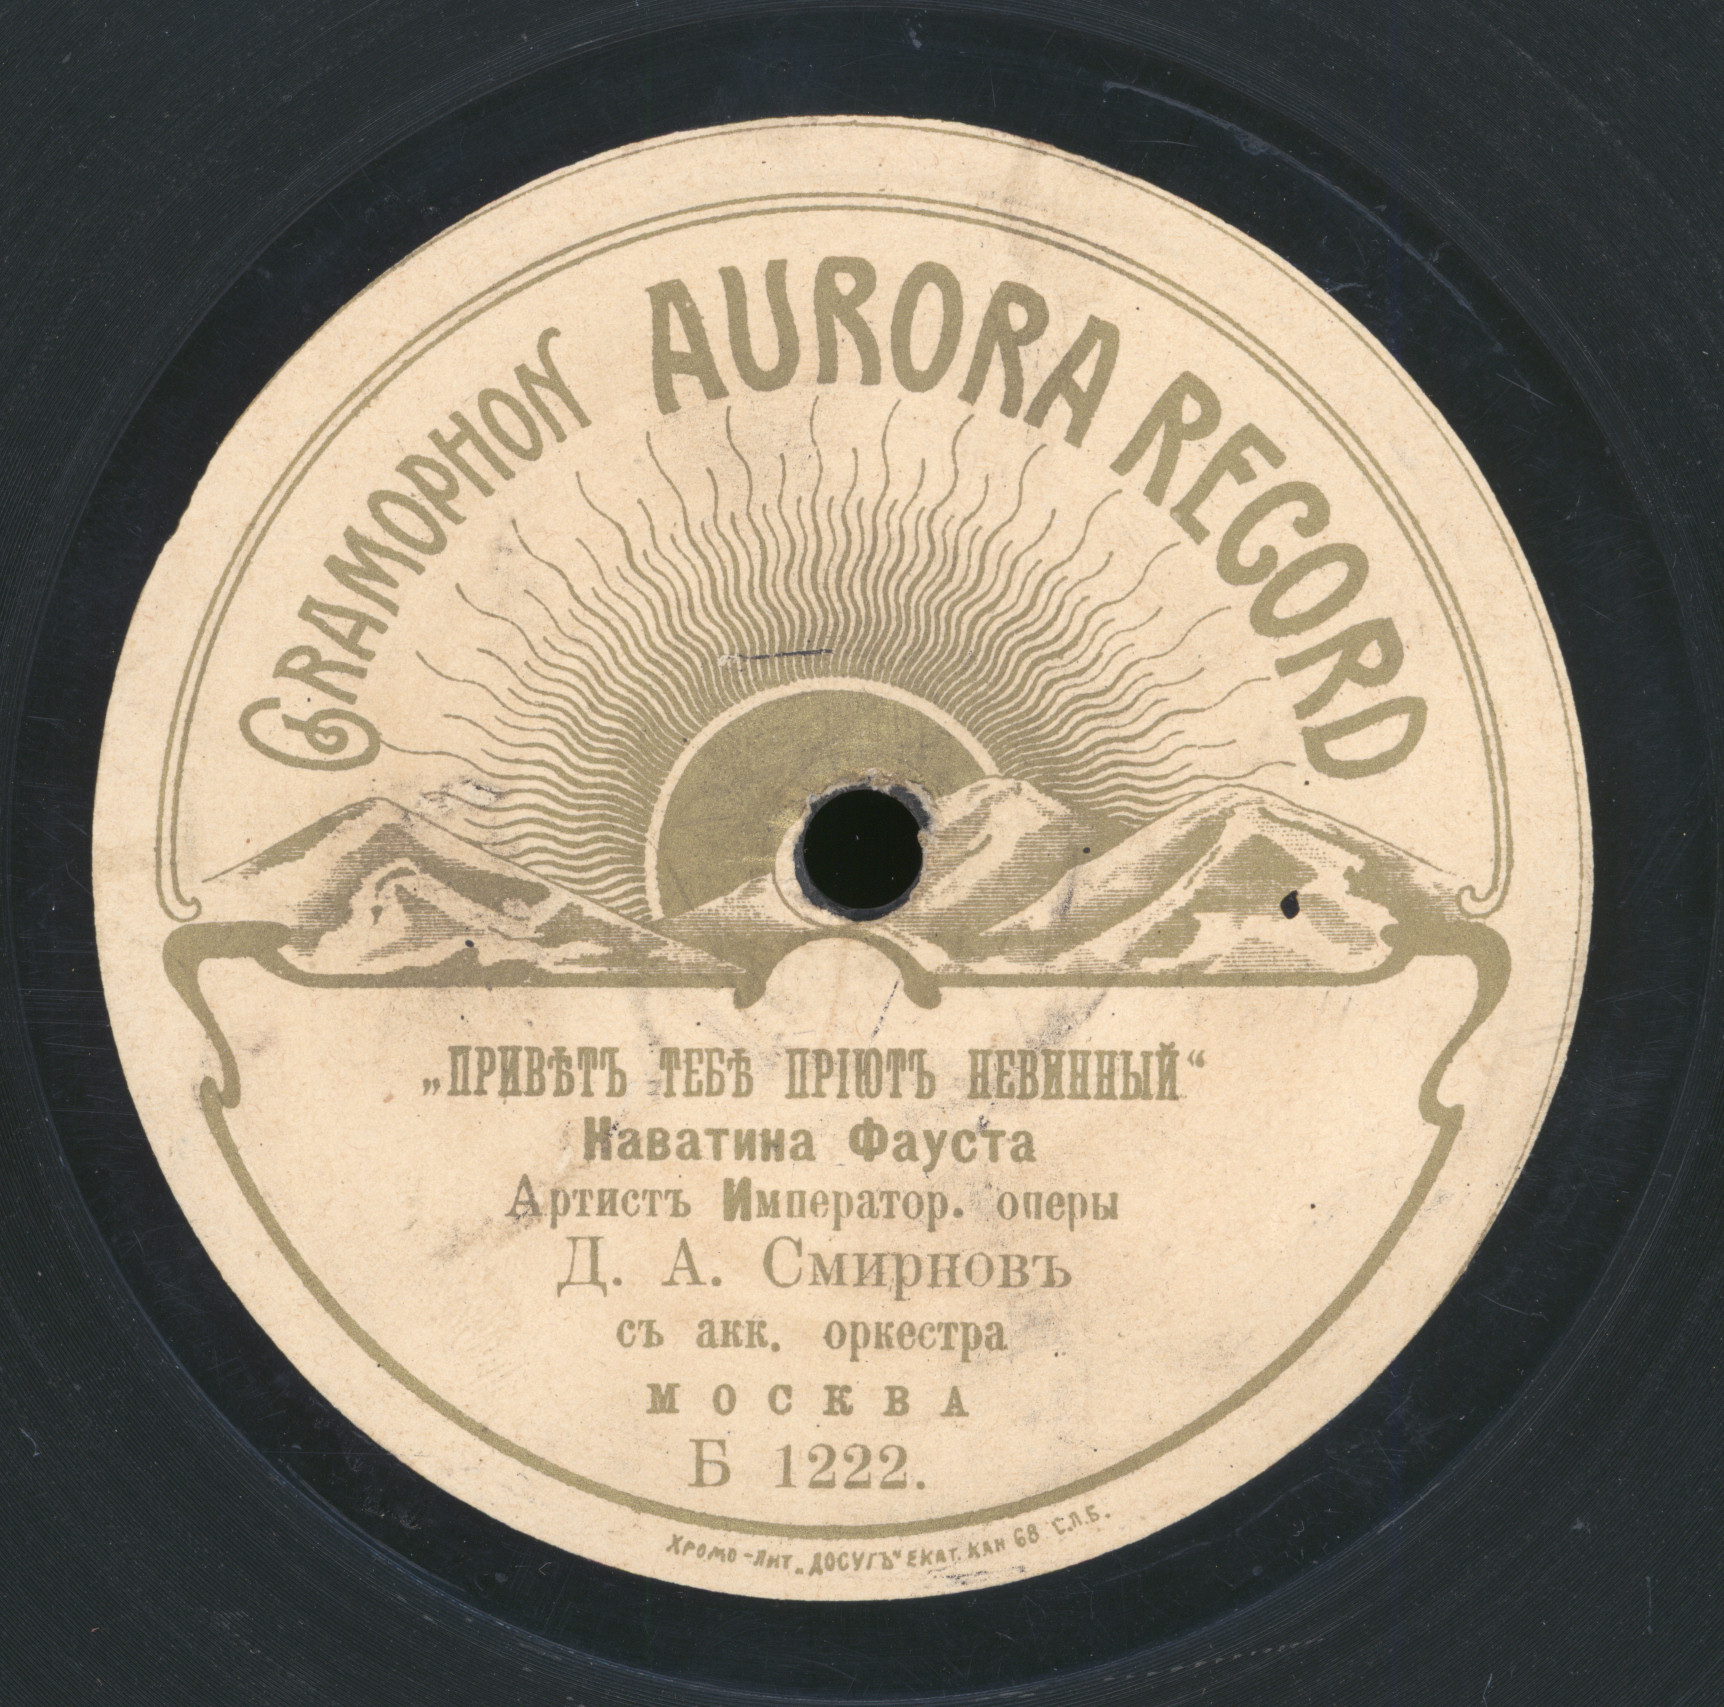 GRAMOPHON AURORA RECORD
„ПРИВѢТЪ ТЕБѢ ПРІЮТЪ НЕВИННЫЙ“
Каватина Фауста
Артистъ Император. оперы
Д. А. Смирновъ
съ акк. оркестра
МОСКВА
Б 1222.
ХРОМО-ЛИТ „ДОСУГЪ“ ЕКАТ. КАН 68 С.П.Б.